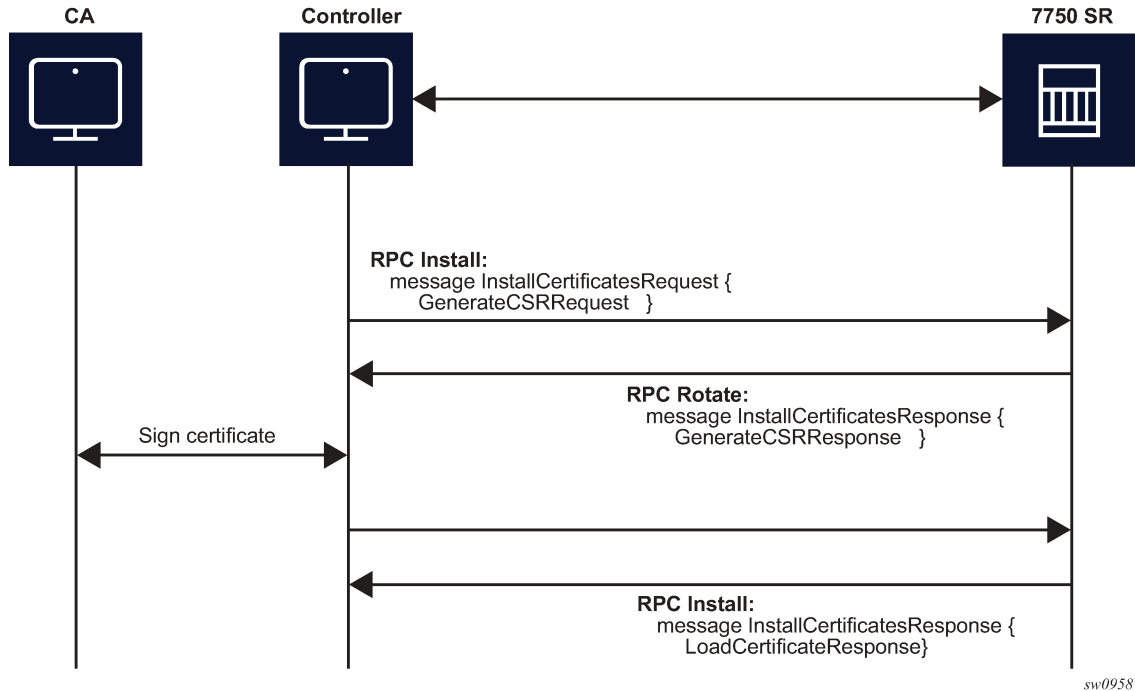 CA
Controller
7750 SR
RPC Install:
message InstallCertificatesRequest {
GenerateCSRRequest }
RPC Rotate:
message InstallCertificatesResponse {
GenerateCSRResponse }
Sign certificate
RPC Install:
message InstallCertificatesResponse {
LoadCertificateResponse}
sw0958